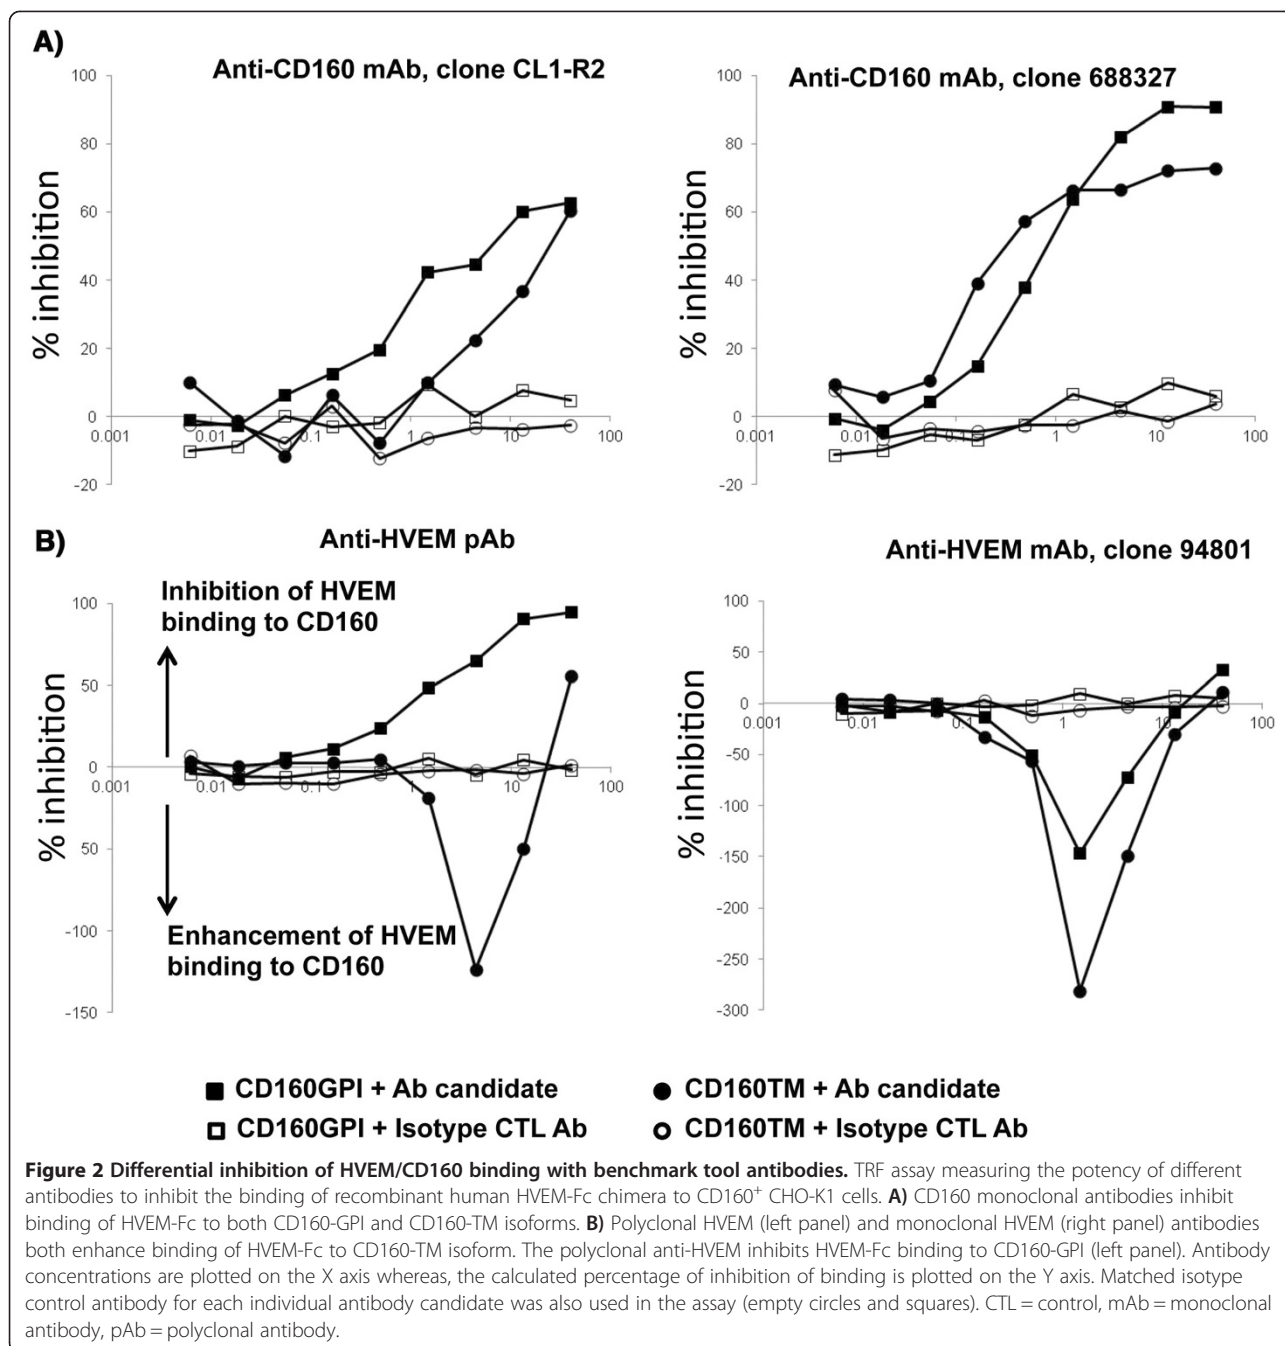 A)
Anti-CD160 mAb, clone CL1-R2
Anti-CD160 mAb, clone 688327
% inhibition
100
80
60
40
20
0
-20
0.001
0.01
0.1
1
10
100
% inhibition
100
80
60
40
20
0
-20
0.001
0.01
0.1
1
10
100
B)
Anti-HVEM pAb
Anti-HVEM mAb, clone 94801
Inhibition of HVEM
binding to CD160
% inhibition
100
50
0
50
-100
-150
0.001
0.01
0.1
1
10
100
Enhancement of HVEM
binding to CD160
% inhibition
100
50
0
-50
-100
-150
-200
-250
-300
0.001
0.01
0.1
1
10
100
CD160GPI + Ab candidate
CD160TM + Ab candidate
CD160GPI + Isotype CTL Ab
CD160TM + Isotype CTL Ab
Figure 2 Differential inhibition of HVEM/CD160 binding with benchmark tool antibodies. TRF assay measuring the potency of different
antibodies to inhibit the binding of recombinant human HVEM-Fc chimera to CD160⁺ CHO-K1 cells. A) CD160 monoclonal antibodies inhibit
binding of HVEM-Fc to both CD160-GPI and CD160-TM isoforms. B) Polyclonal HVEM (left panel) and monoclonal HVEM (right panel) antibodies
both enhance binding of HVEM-Fc to CD160-TM isoform. The polyclonal anti-HVEM inhibits HVEM-Fc binding to CD160-GPI (left panel). Antibody
concentrations are plotted on the X axis whereas, the calculated percentage of inhibition of binding is plotted on the Y axis. Matched isotype
control antibody for each individual antibody candidate was also used in the assay (empty circles and squares). CTL = control, mAb = monoclonal
antibody, pAb = polyclonal antibody.